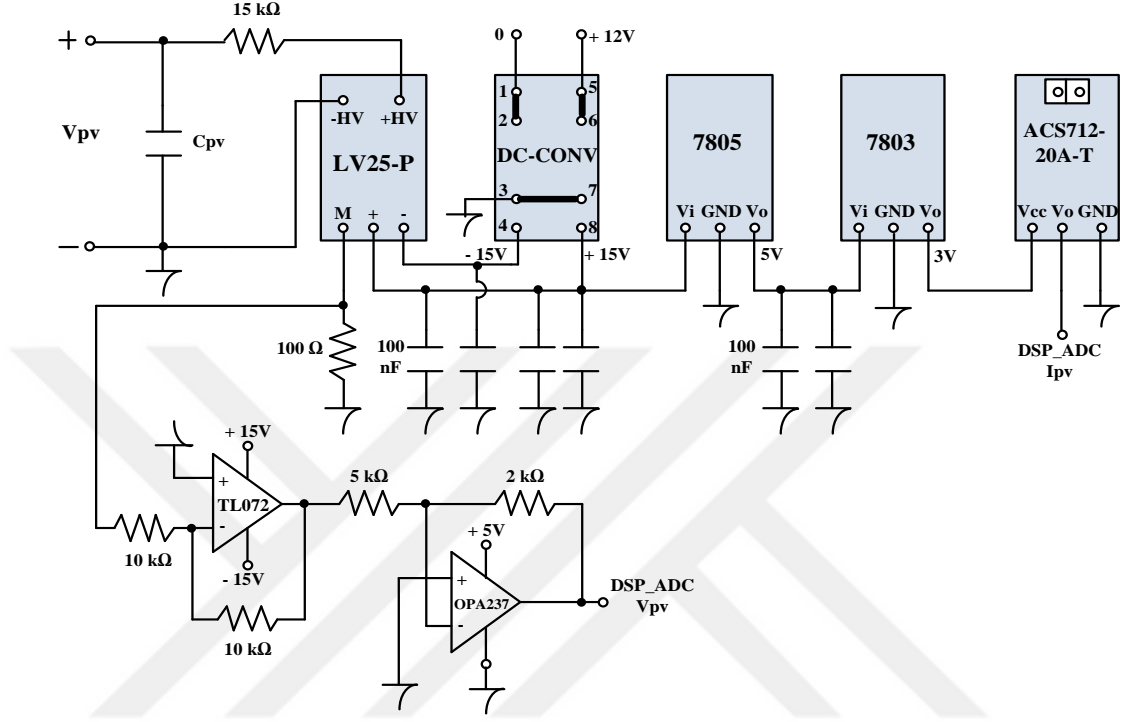 15 kΩ
0
+ 12V
+
Vpv
Cpv
−
-HV +HV
LV25-P
M + -
1 5
2 6
DC-CONV
3 7
4 8
- 15V
+ 15V
7805
Vi GND Vo
5V
7803
Vi GND Vo
3V
ACS712-
20A-T
Vcc Vo GND
DSP_ADC
Ipv
100 Ω
100
nF
100
nF
+ 15V
+
TL072
-
- 15V
10 kΩ
10 kΩ
5 kΩ
2 kΩ
+ 5V
+
OPA237
-
DSP_ADC
Vpv